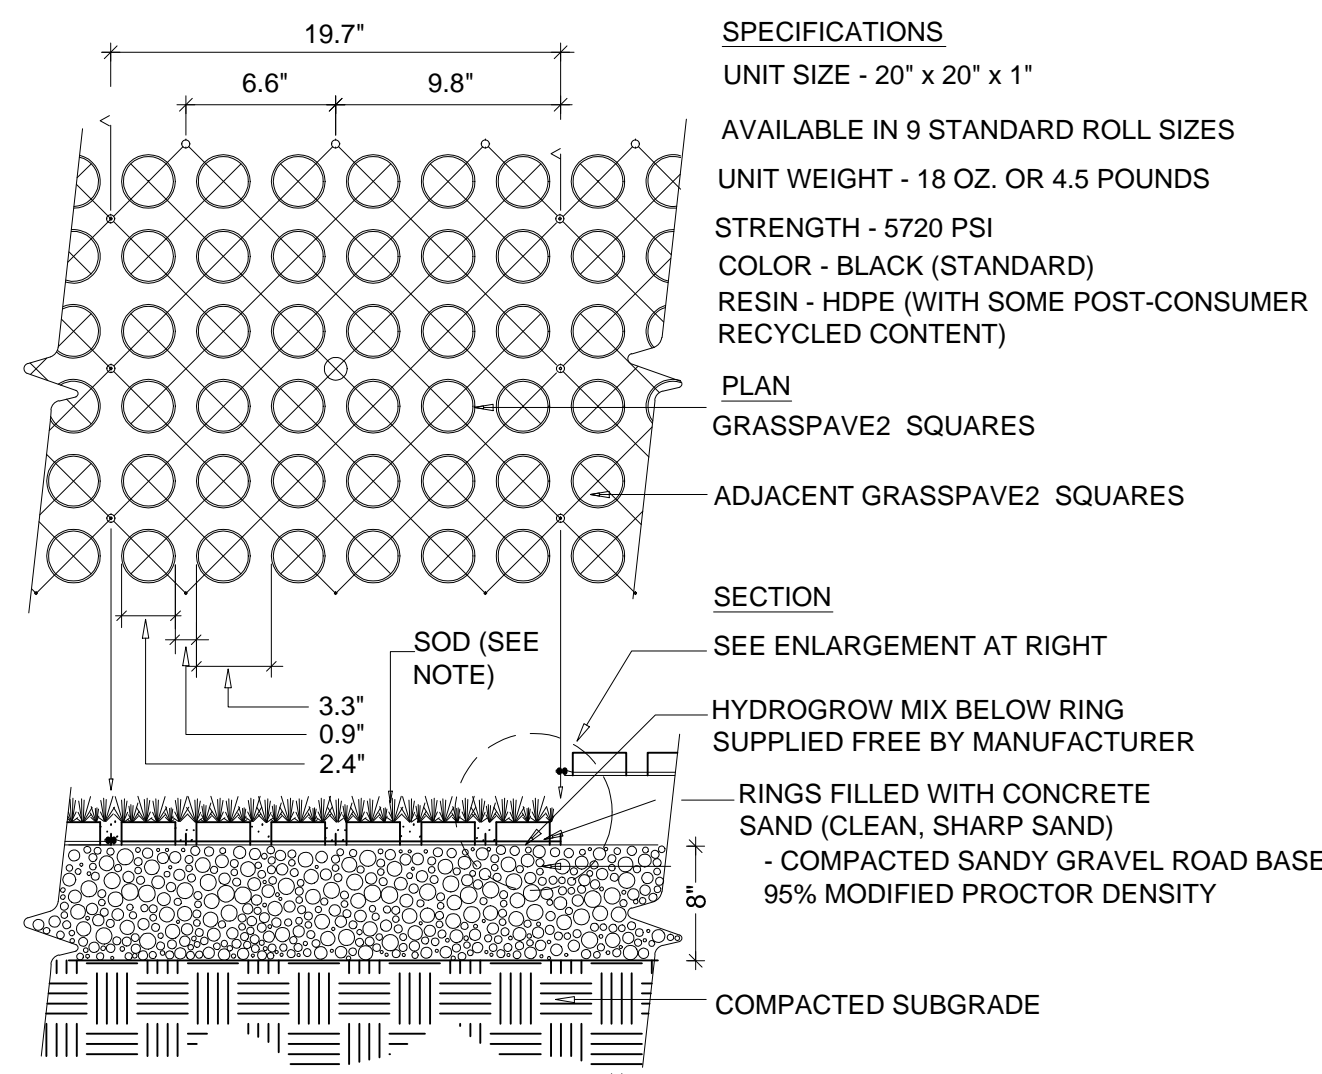 19.7"
6.6"
9.8"
SPECIFICATIONS
UNIT SIZE - 20" x 20" x 1"
AVAILABLE IN 9 STANDARD ROLL SIZES
UNIT WEIGHT - 18 OZ. OR 4.5 POUNDS
STRENGTH - 5720 PSI
COLOR - BLACK (STANDARD)
RESIN - HDPE (WITH SOME POST-CONSUMER
RECYCLED CONTENT)
PLAN
GRASSPAVE2 SQUARES
ADJACENT GRASSPAVE2 SQUARES
SECTION
SOD (SEE
NOTE)
SEE ENLARGEMENT AT RIGHT
3.3"
0.9"
2.4"
HYDROGROW MIX BELOW RING
SUPPLIED FREE BY MANUFACTURER
RINGS FILLED WITH CONCRETE
SAND (CLEAN, SHARP SAND)
- COMPACTED SANDY GRAVEL ROAD BASE
95% MODIFIED PROCTOR DENSITY
8"
COMPACTED SUBGRADE